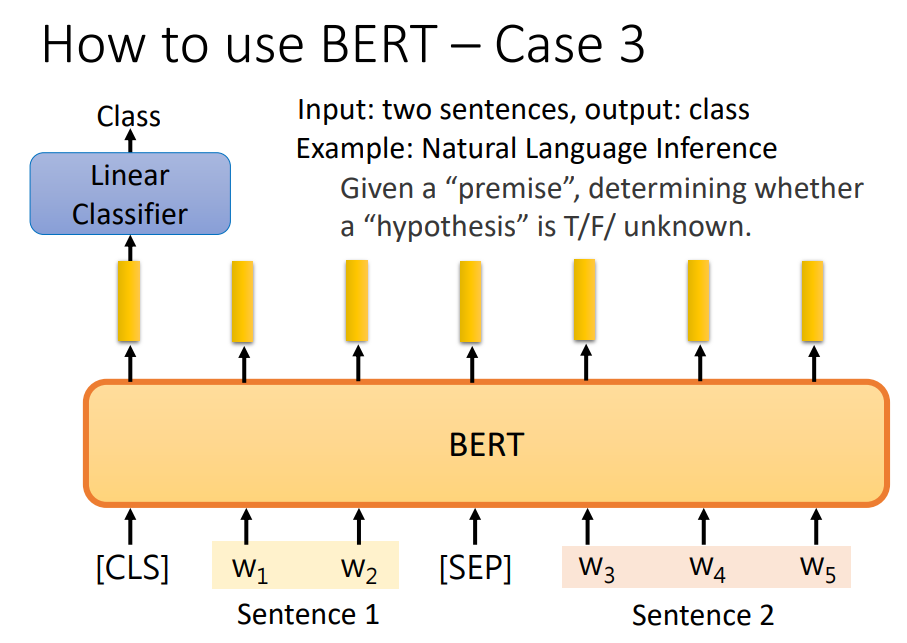 How to use BERT – Case 3
Class
Input: two sentences, output: class
Example: Natural Language Inference
Linear
Classifier
Given a “premise”, determining whether
a “hypothesis” is T/F/ unknown.
BERT
[CLS] w1 w2 [SEP] w3 w4 w5
Sentence 1 Sentence 2